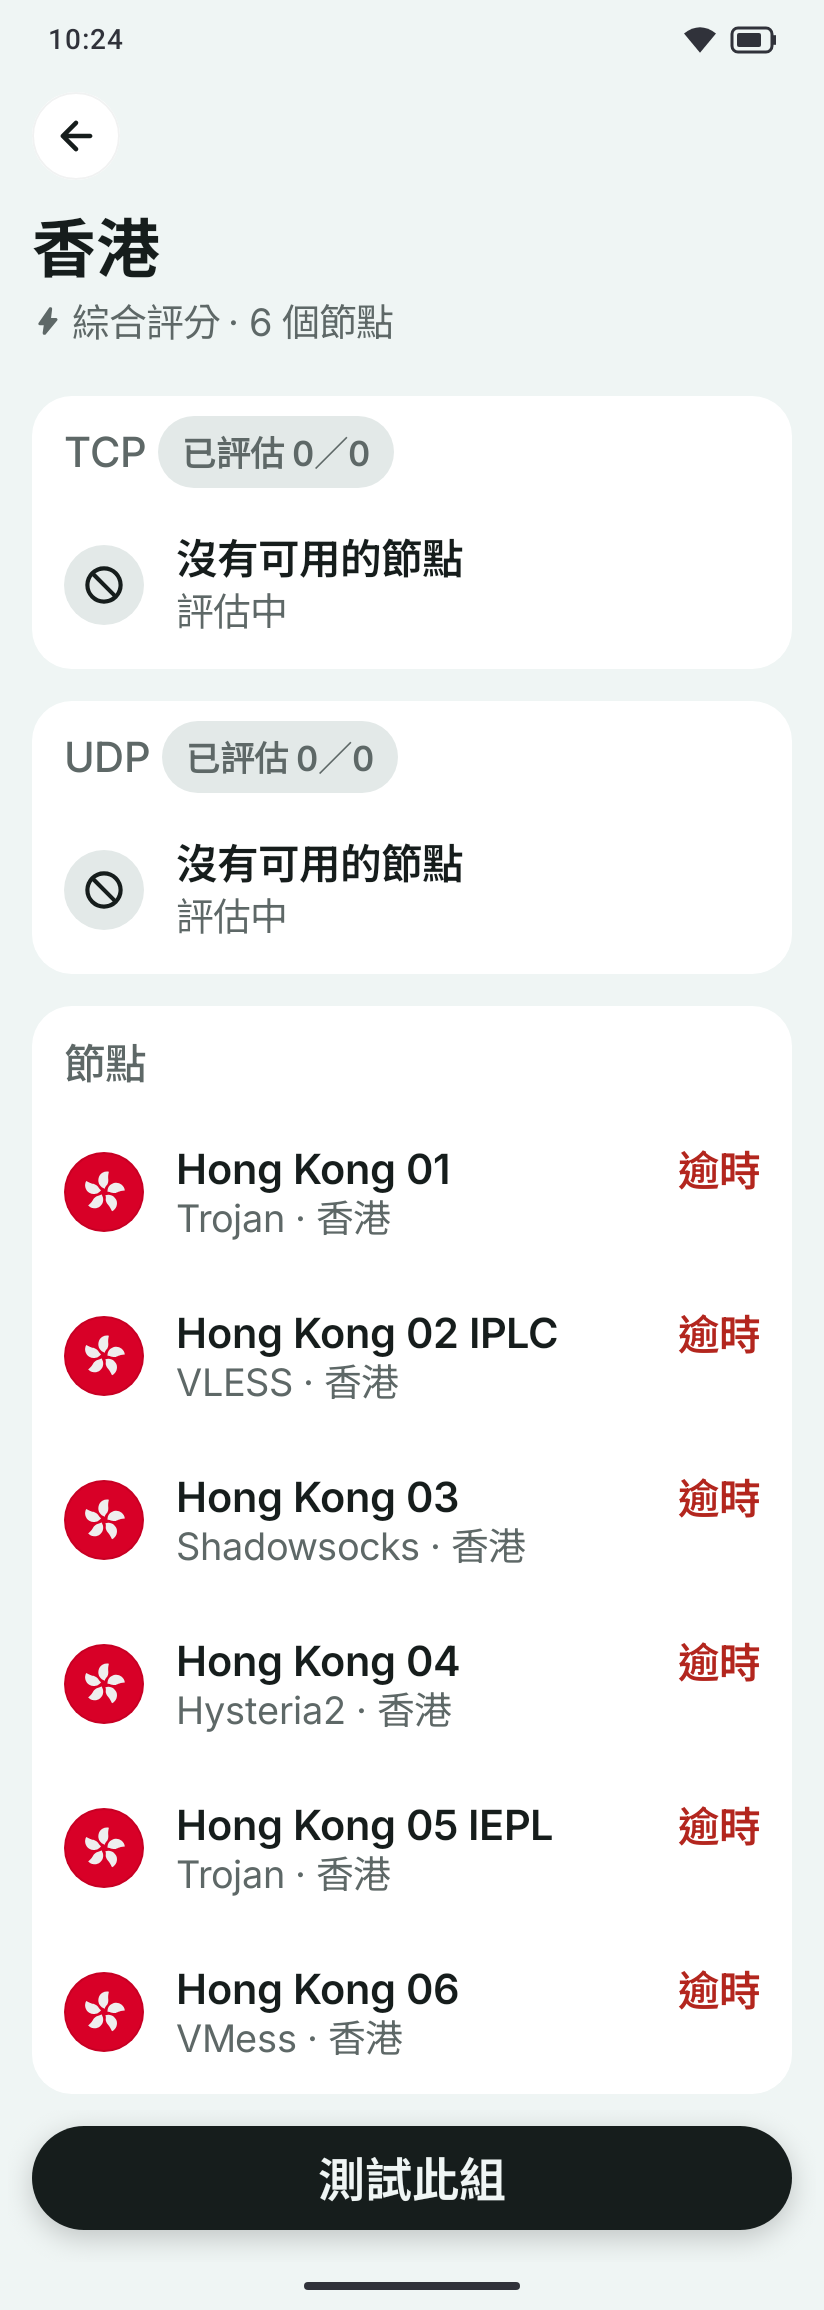 10:24
香港
綜合評分 · 6 個節點
TCP 已評估 0／0
沒有可用的節點
評估中
UDP 已評估 0／0
沒有可用的節點
評估中
節點
Hong Kong 01 逾時
Trojan · 香港
Hong Kong 02 IPLC 逾時
VLESS · 香港
Hong Kong 03 逾時
Shadowsocks · 香港
Hong Kong 04 逾時
Hysteria2 · 香港
Hong Kong 05 IEPL 逾時
Trojan · 香港
Hong Kong 06 逾時
VMess · 香港
測試此組